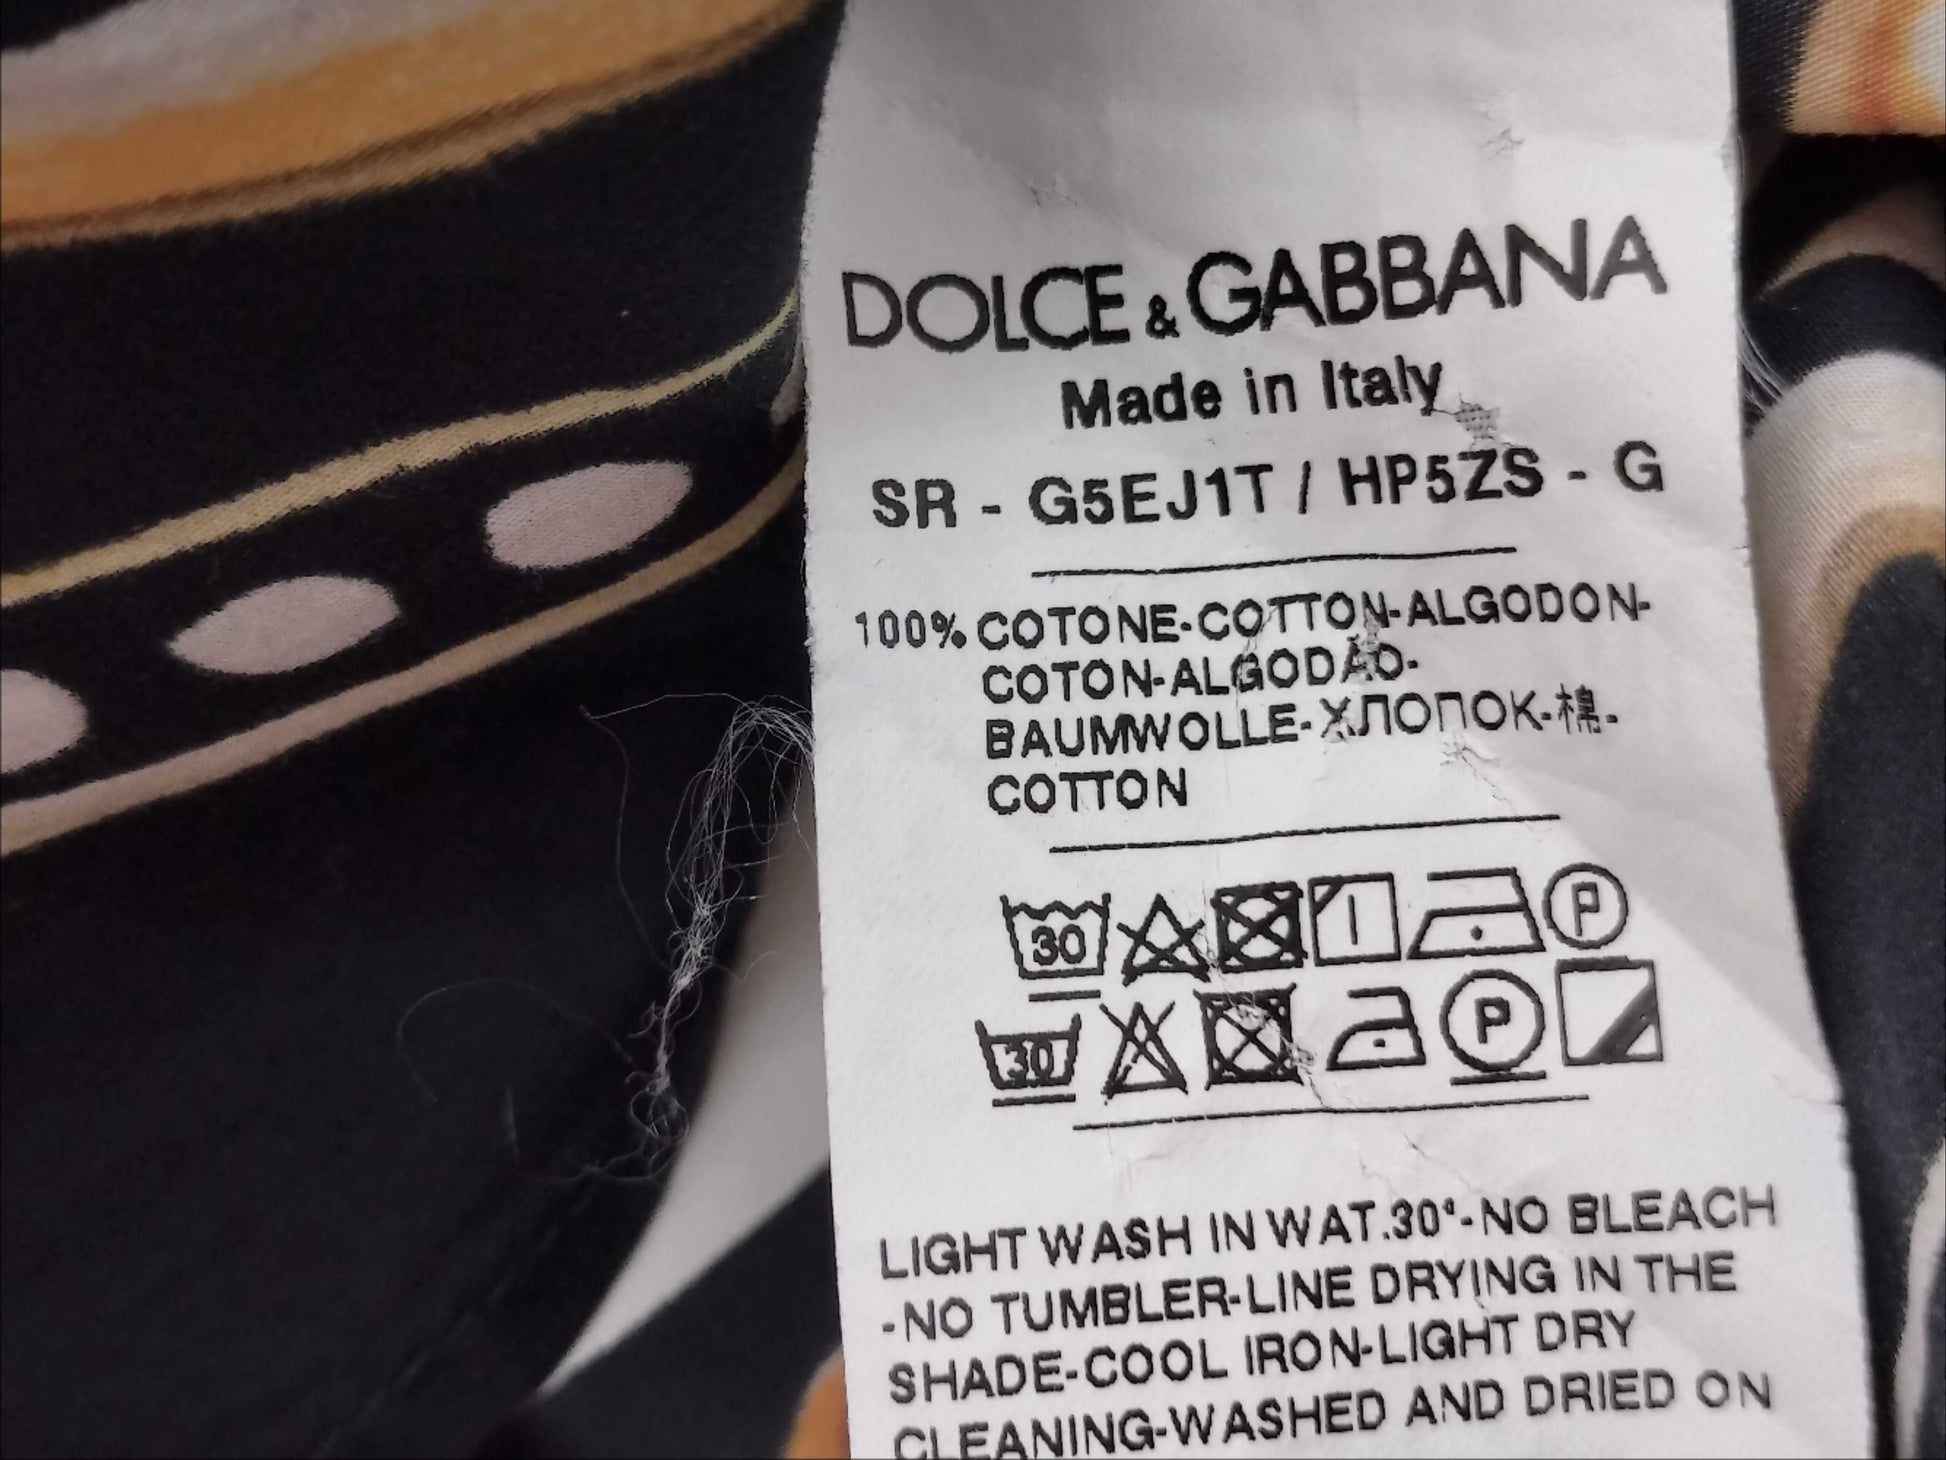 DOLCE & GABBANA
Made in Italy
SR - G5EJ1T / HP5ZS - G
100% COTONE-COTTON-ALGODON-
COTON-ALGODÃO-
BAUMWOLLE-ХЛОПОК-棉-
COTTON
30 P
30 P
LIGHT WASH IN WAT.30°-NO BLEACH
-NO TUMBLER-LINE DRYING IN THE
SHADE-COOL IRON-LIGHT DRY
CLEANING-WASHED AND DRIED ON